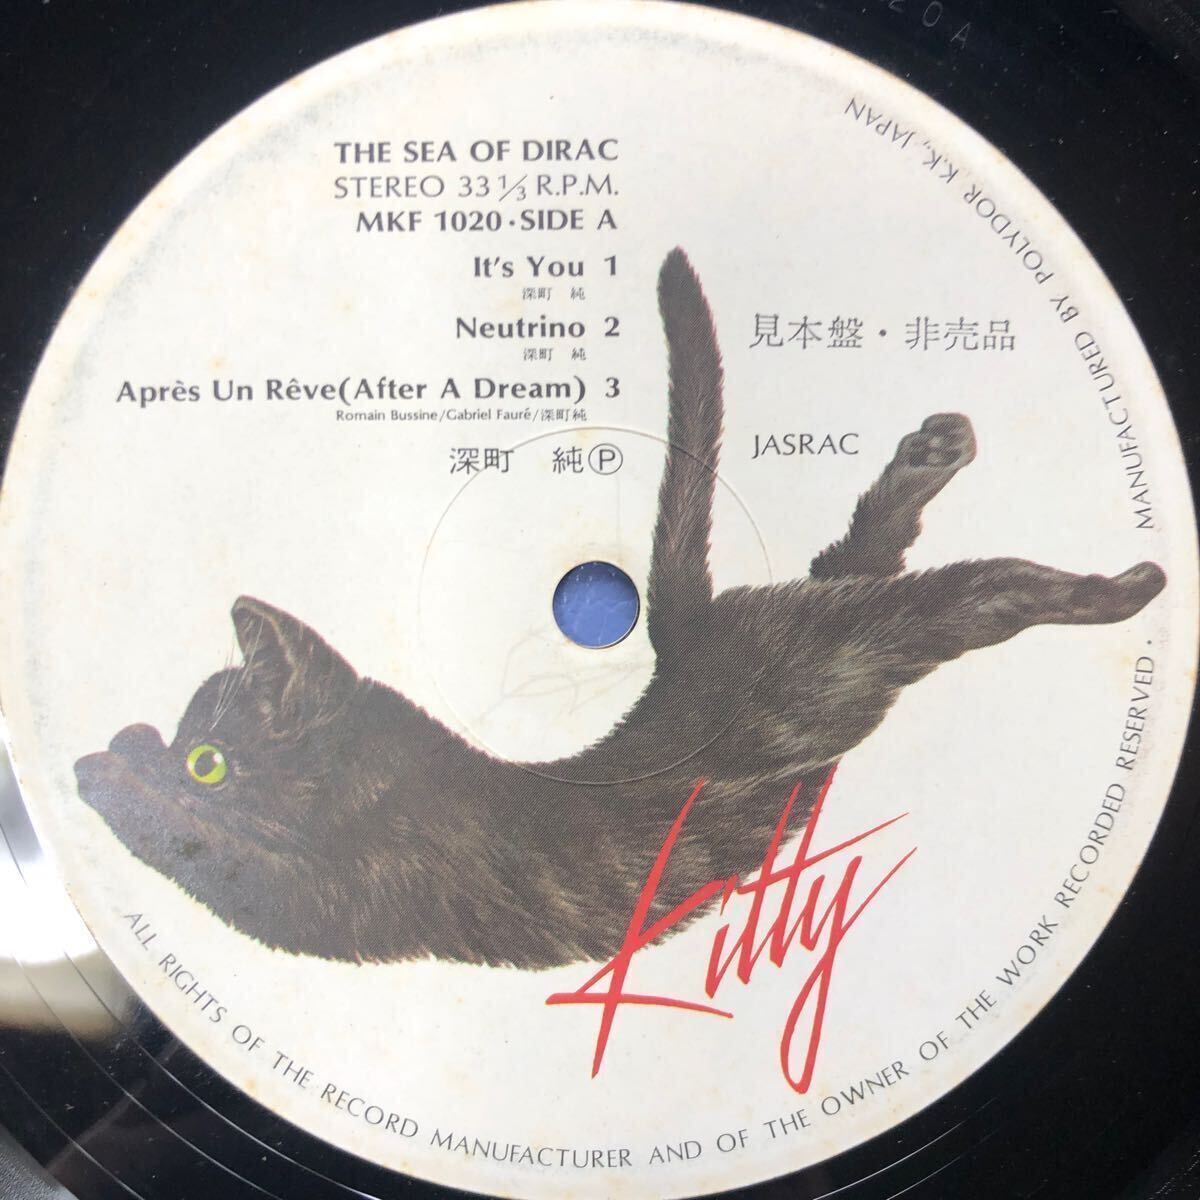 THE SEA OF DIRAC
STEREO 33 1/3 R.P.M.
MKF 1020・SIDE A
It's You 1
深町 純
Neutrino 2
深町 純
Après Un Rêve(After A Dream) 3
Romain Bussine/Gabriel Fauré/深町純
深町 純Ⓟ
見本盤・非売品
JASRAC
Kitty
ALL RIGHTS OF THE RECORD MANUFACTURER AND OF THE OWNER OF THE WORK RECORDED RESERVED.
MANUFACTURED BY POLYDOR K.K., JAPAN
20 A